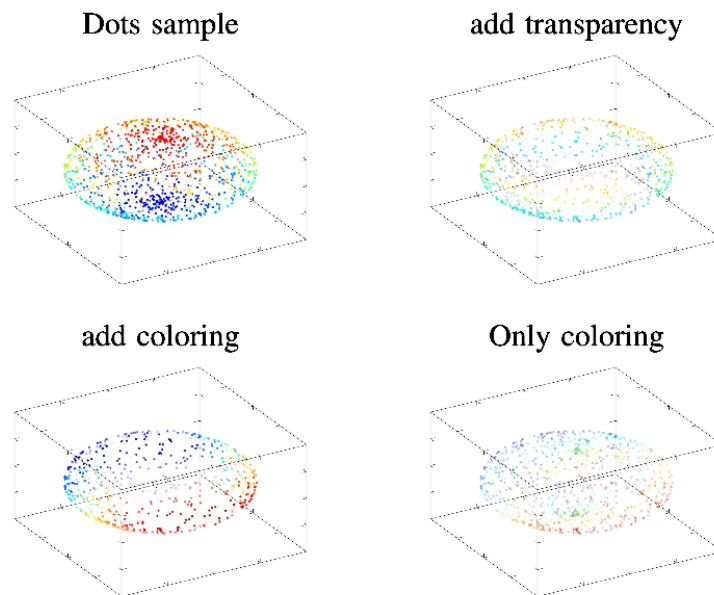 Dots sample
add transparency
add coloring
Only coloring